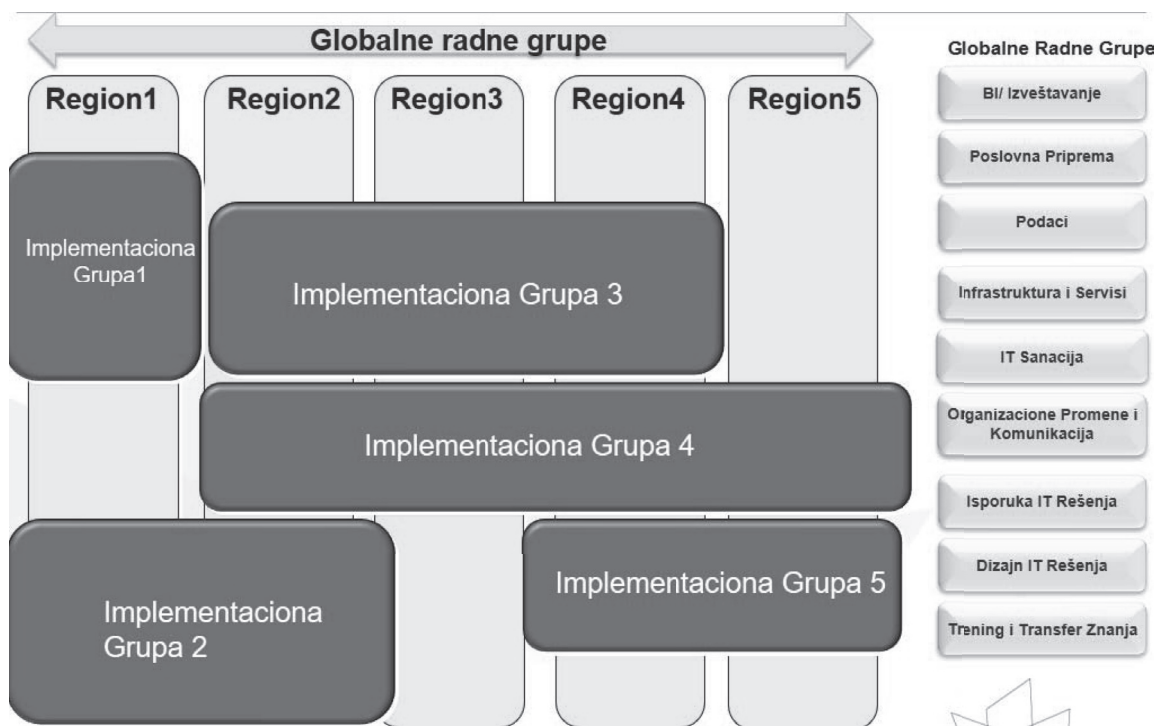 Globalne radne grupe
Region1
Region2
Region3
Region4
Region5
Implementaciona
Grupa1
Implementaciona Grupa 3
Implementaciona Grupa 4
Implementaciona
Grupa 2
Implementaciona Grupa 5
Globalne Radne Grupe
BI/ Izveštavanje
Poslovna Priprema
Podaci
Infrastruktura i Servisi
IT Sanacija
Organizacione Promene i
Komunikacija
Isporuka IT Rešenja
Dizajn IT Rešenja
Trening i Transfer Znanja